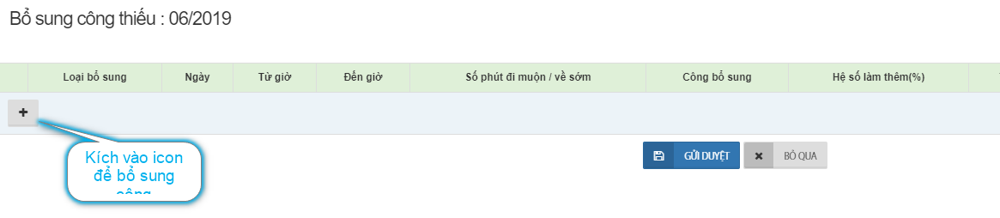 Bổ sung công thiếu : 06/2019
Loại bổ sung Ngày Từ giờ Đến giờ Số phút đi muộn / về sớm Công bổ sung Hệ số làm thêm(%)
Kích vào icon
để bổ sung
công
GỬI DUYỆT BỎ QUA